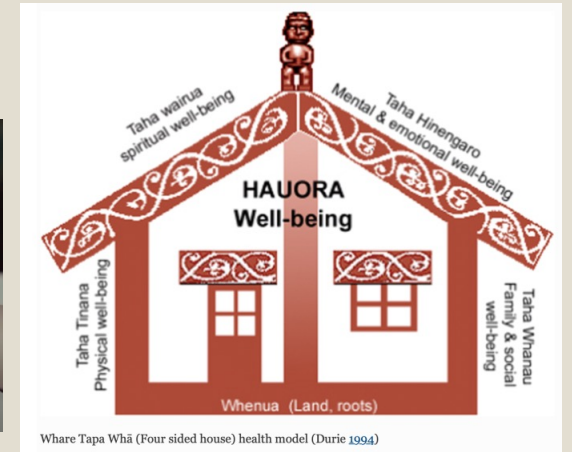 Taha wairua
spiritual well-being
Taha Hinengaro
Mental & emotional well-being
HAUORA
Well-being
Taha Tinana
Physical well-being
Taha Whanau
Family & social
well-being
Whenua (Land, roots)
Whare Tapa Whā (Four sided house) health model (Durie 1994)